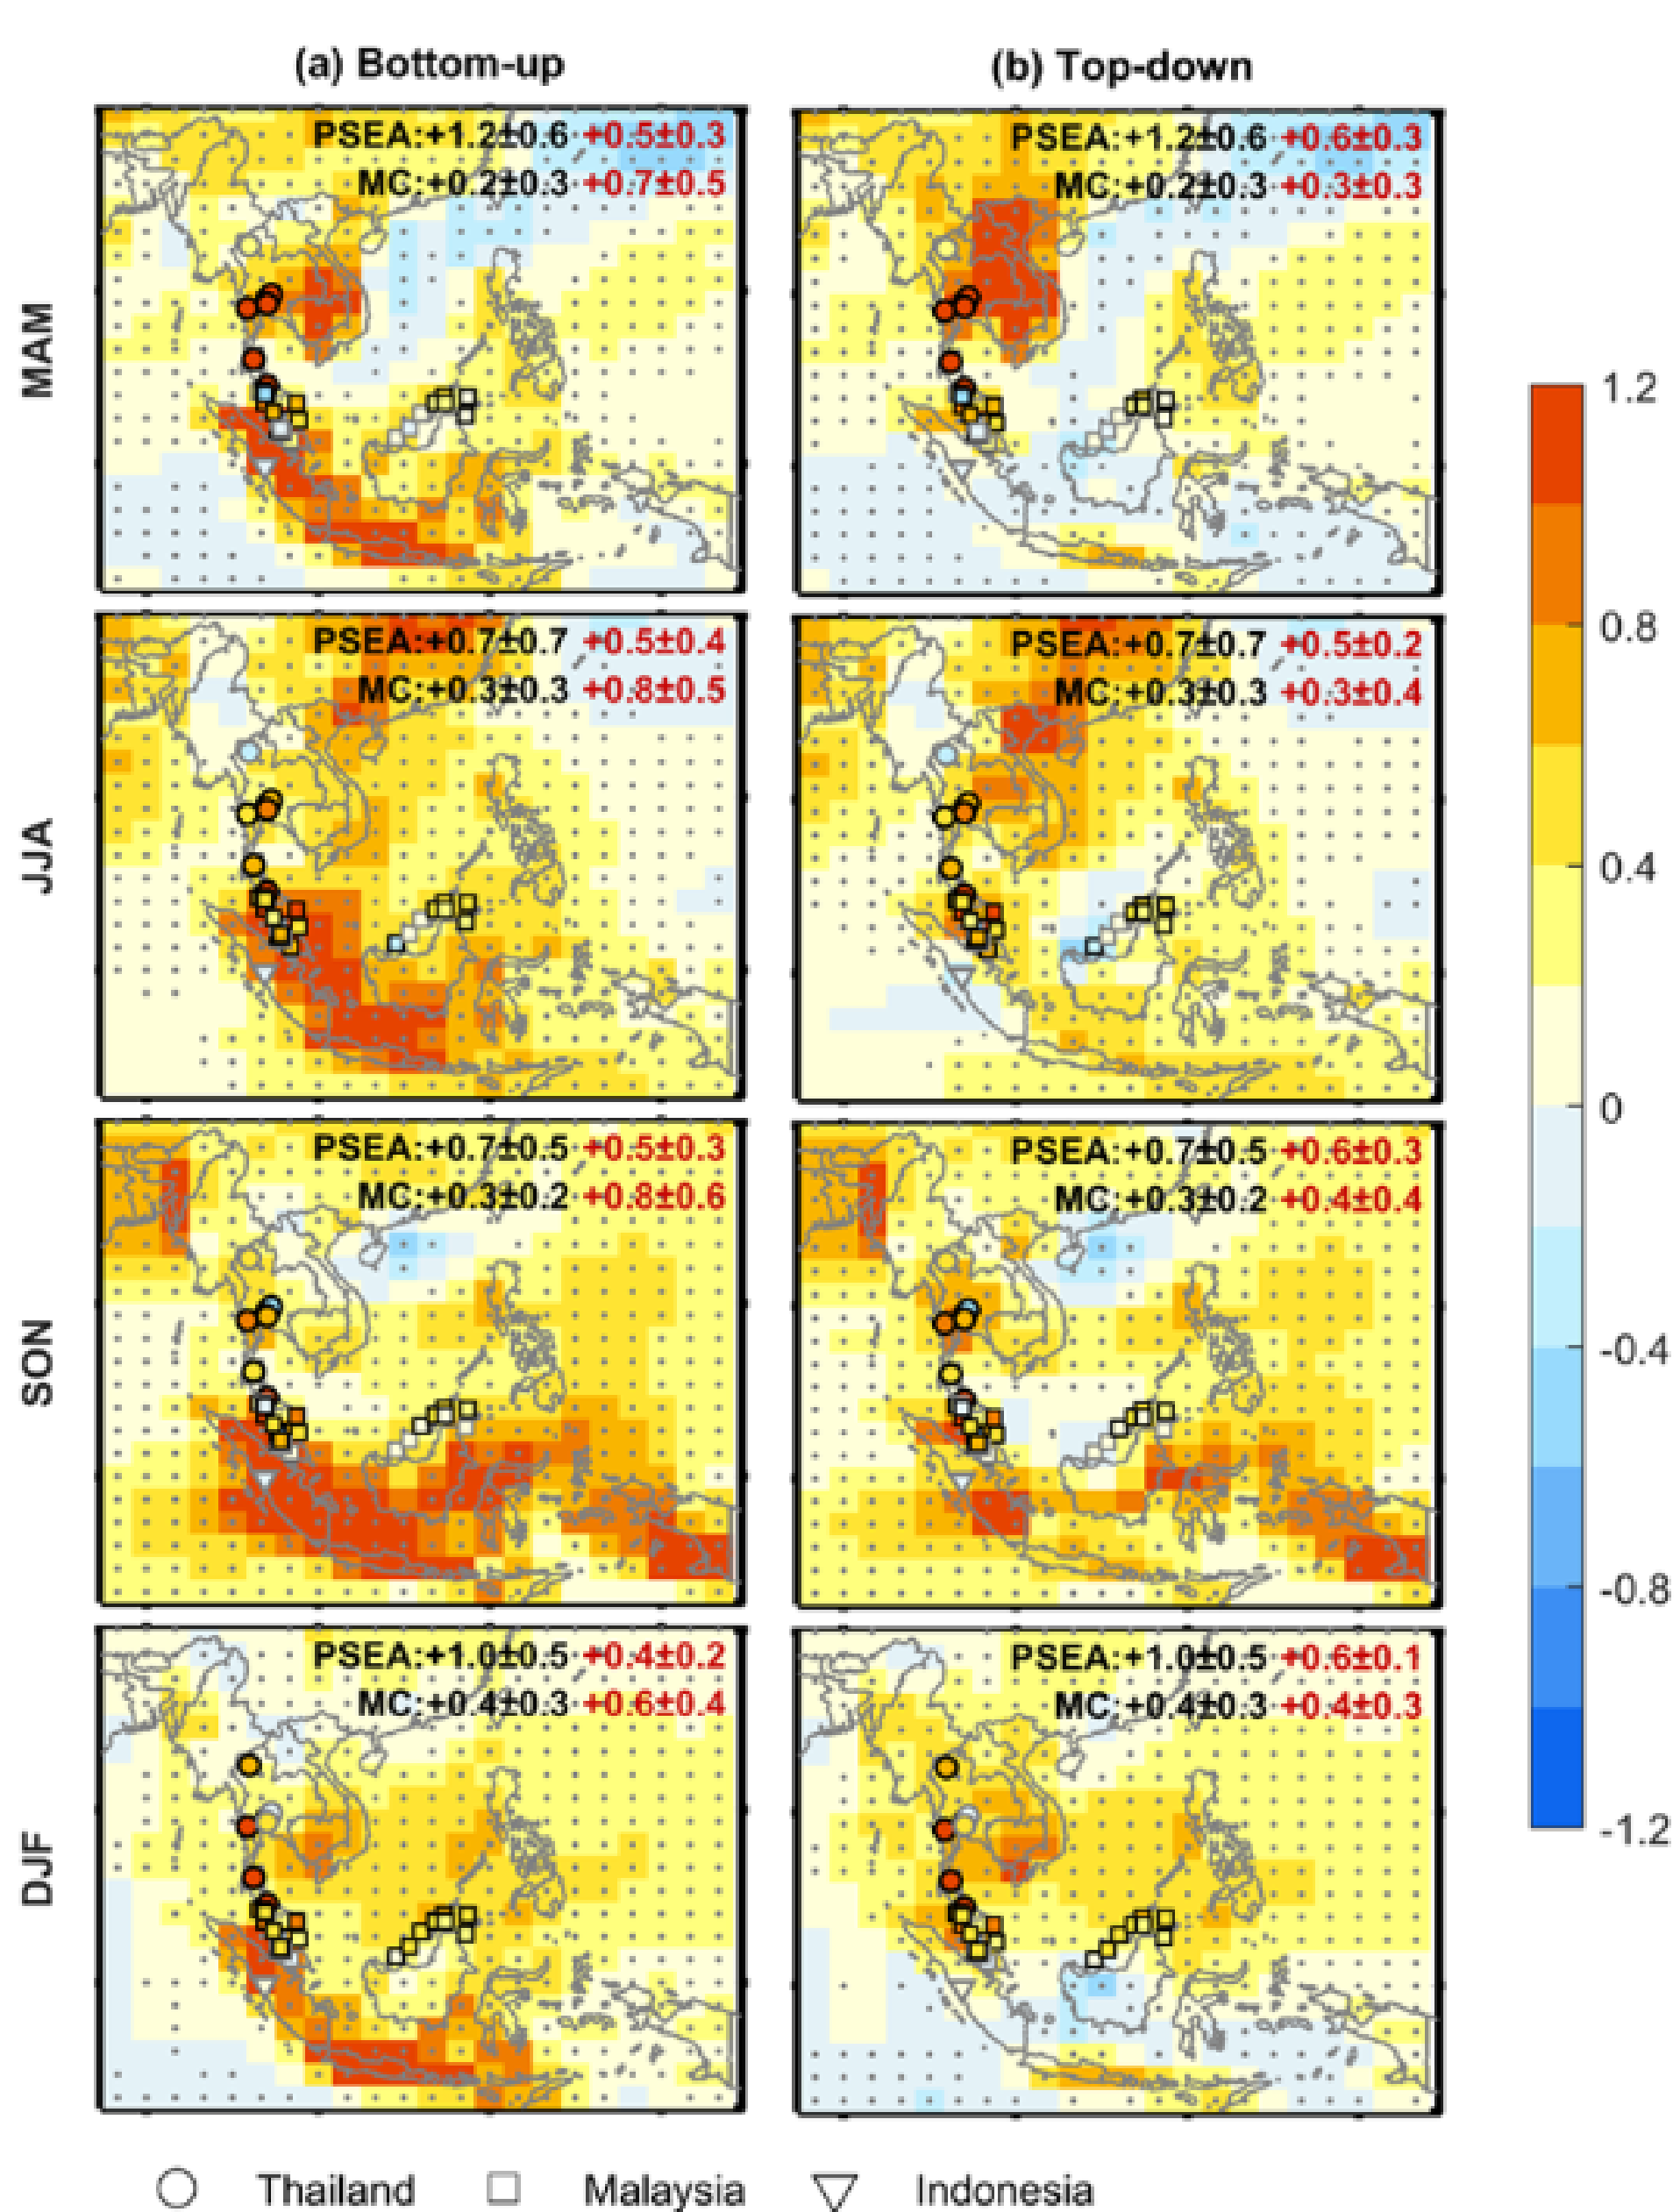 (a) Bottom-up
(b) Top-down
MAM
PSEA:+1.2±0.6 +0.5±0.3
MC:+0.2±0.3 +0.7±0.5
PSEA:+1.2±0.6 +0.6±0.3
MC:+0.2±0.3 +0.3±0.3
JJA
PSEA:+0.7±0.7 +0.5±0.4
MC:+0.3±0.3 +0.8±0.5
PSEA:+0.7±0.7 +0.5±0.2
MC:+0.3±0.3 +0.3±0.4
SON
PSEA:+0.7±0.5 +0.5±0.3
MC:+0.3±0.2 +0.8±0.6
PSEA:+0.7±0.5 +0.6±0.3
MC:+0.3±0.2 +0.4±0.4
DJF
PSEA:+1.0±0.5 +0.4±0.2
MC:+0.4±0.3 +0.6±0.4
PSEA:+1.0±0.5 +0.6±0.1
MC:+0.4±0.3 +0.4±0.3
1.2
0.8
0.4
0
-0.4
-0.8
-1.2
Thailand Malaysia Indonesia